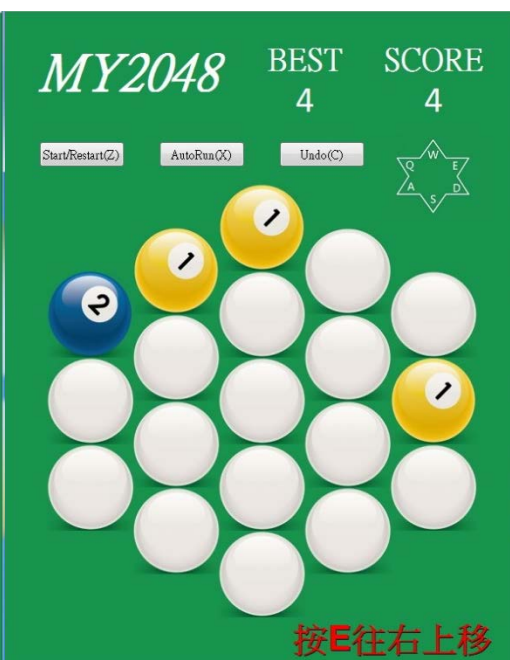 MY2048
BEST
4
SCORE
4
Start/Restart(Z)
AutoRun(X)
Undo(C)
W
Q E
A D
S
1
1
2
1
按E往右上移